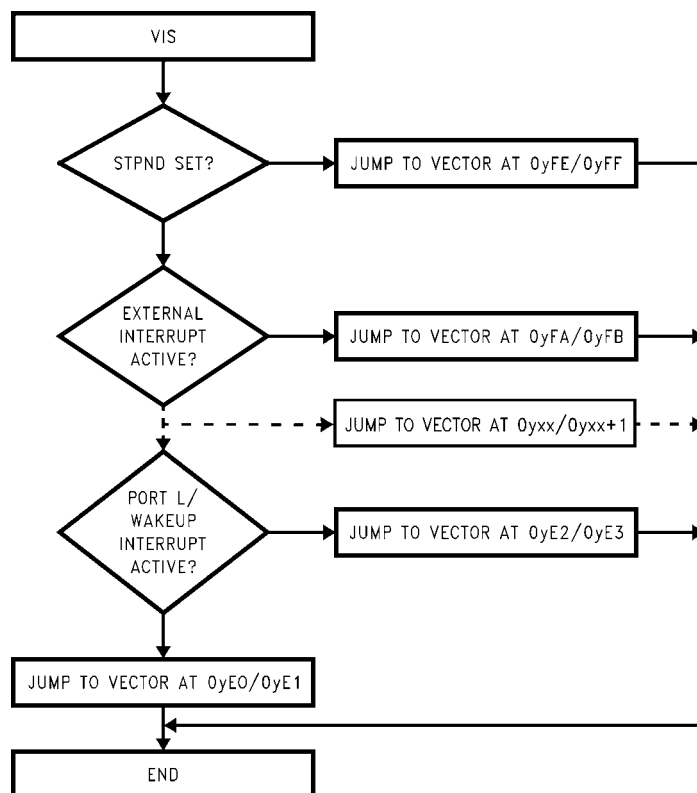 VIS
STPND SET?
JUMP TO VECTOR AT 0yFE/0yFF
EXTERNAL
INTERRUPT
ACTIVE?
JUMP TO VECTOR AT 0yFA/0yFB
JUMP TO VECTOR AT 0yxx/0yxx+1
PORT L/
WAKEUP
INTERRUPT
ACTIVE?
JUMP TO VECTOR AT 0yE2/0yE3
JUMP TO VECTOR AT 0yE0/0yE1
END